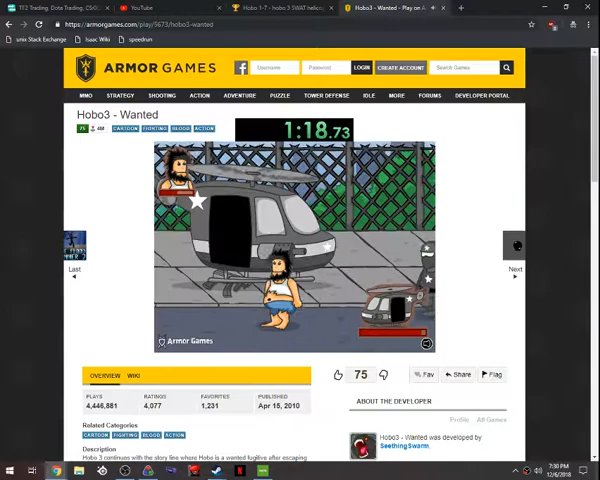 TF2 Trading, Dota Trading, CS:GO
YouTube
Hobo 1-7 - hobo 3 SWAT helicop
Hobo3 - Wanted - Play on A
https://armorgames.com/play/5673/hobo3-wanted
unix Stack Exchange
Isaac Wiki
speedrun
ARMOR GAMES
Username
Password
LOGIN
CREATE ACCOUNT
Search Games
MMO STRATEGY SHOOTING ACTION ADVENTURE PUZZLE TOWER DEFENSE IDLE MORE FORUMS DEVELOPER PORTAL
Hobo3 - Wanted
75 4M CARTOON FIGHTING BLOOD ACTION
1:18.73
Last
Next
Armor Games
OVERVIEW WIKI
75
Fav
Share
Flag
PLAYS RATINGS FAVORITES PUBLISHED
4,446,881 4,077 1,231 Apr 15, 2010
ABOUT THE DEVELOPER
Profile All Games
Related Categories
CARTOON FIGHTING BLOOD ACTION
Hobo3 - Wanted was developed by
SeethingSwarm.
Description
Hobo 3 continues with the story line where Hobo is a wanted fugitive after escaping
7:30 PM
12/6/2018